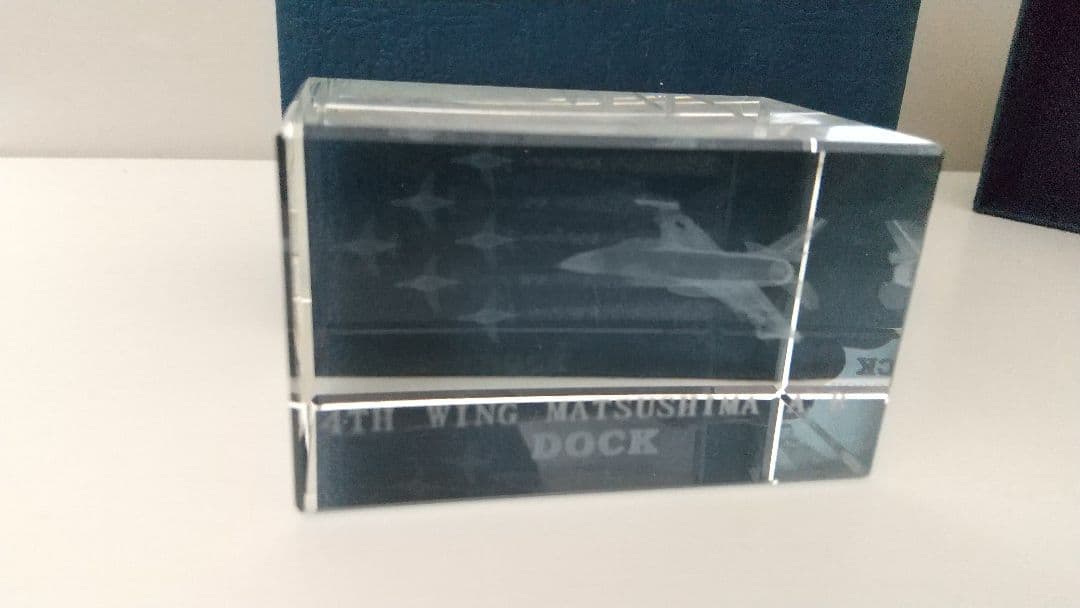 4TH WING MATSUSHIMA A B
DOCK